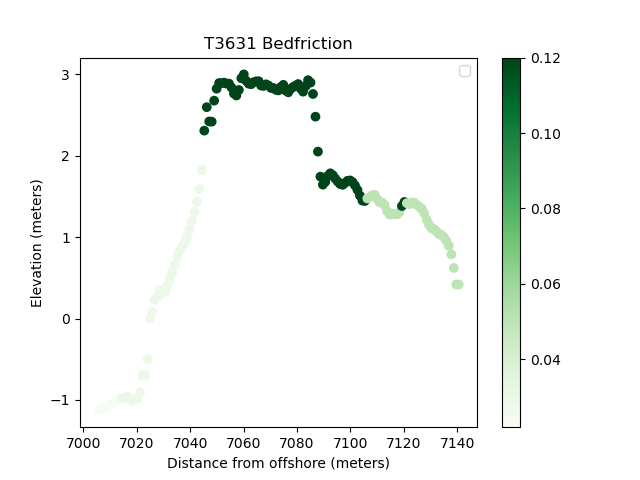 T3631 Bedfriction
3
2
1
0
−1
Elevation (meters)
7000 7020 7040 7060 7080 7100 7120 7140
Distance from offshore (meters)
0.12
0.10
0.08
0.06
0.04